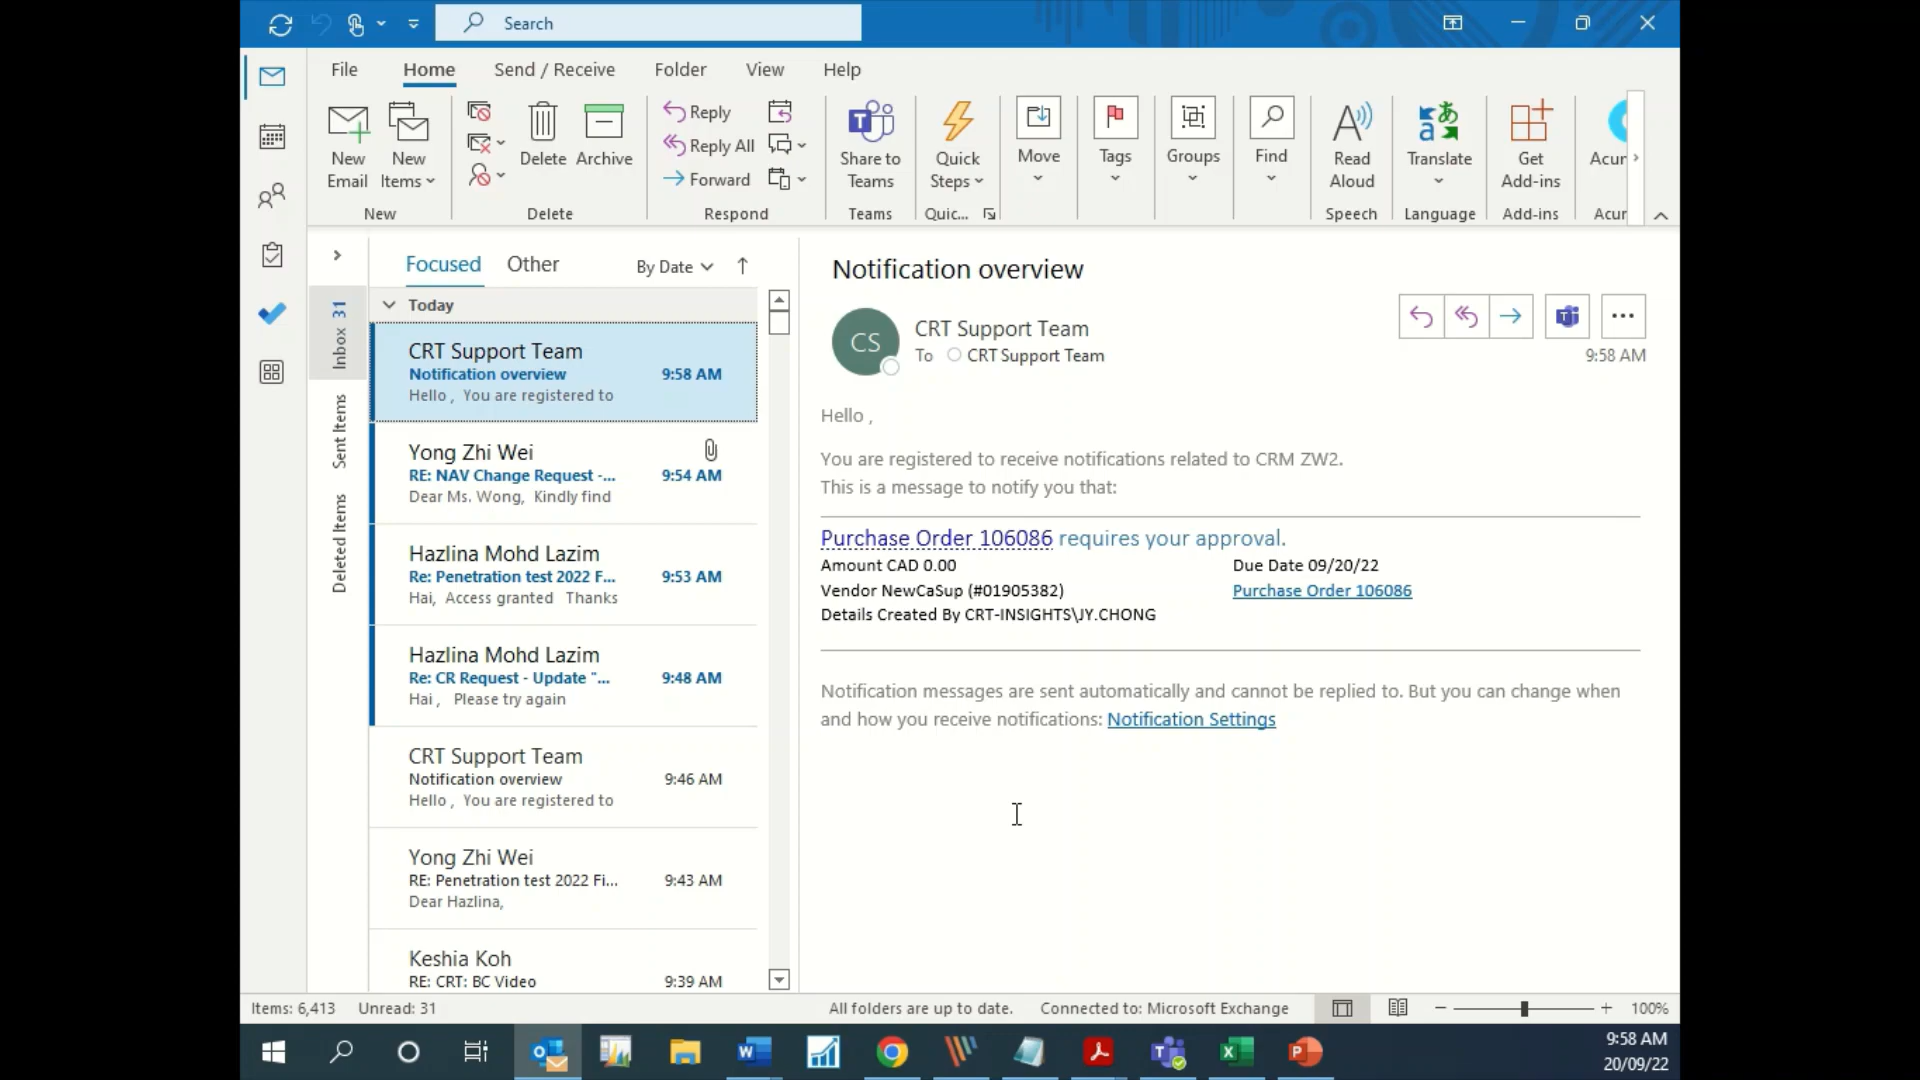 Search
File Home Send / Receive Folder View Help
New Email
New Items
Delete
Archive
Reply
Reply All
Forward
Share to Teams
Quick Steps
Move
Tags
Groups
Find
Read Aloud
Translate
Get Add-ins
Acur
New Delete Respond Teams Quic... Speech Language Add-ins Acur
Inbox 31
Sent Items
Deleted Items
Focused Other By Date
Today
CRT Support Team
Notification overview 9:58 AM
Hello , You are registered to
Yong Zhi Wei
RE: NAV Change Request -... 9:54 AM
Dear Ms. Wong, Kindly find
Hazlina Mohd Lazim
Re: Penetration test 2022 F... 9:53 AM
Hai, Access granted Thanks
Hazlina Mohd Lazim
Re: CR Request - Update "... 9:48 AM
Hai , Please try again
CRT Support Team
Notification overview 9:46 AM
Hello , You are registered to
Yong Zhi Wei
RE: Penetration test 2022 Fi... 9:43 AM
Dear Hazlina,
Keshia Koh
RE: CRT: BC Video 9:39 AM
Notification overview
CS
CRT Support Team
To CRT Support Team
9:58 AM
Hello ,
You are registered to receive notifications related to CRM ZW2.
This is a message to notify you that:
Purchase Order 106086 requires your approval.
Amount CAD 0.00 Due Date 09/20/22
Vendor NewCaSup (#01905382) Purchase Order 106086
Details Created By CRT-INSIGHTS\JY.CHONG
Notification messages are sent automatically and cannot be replied to. But you can change when
and how you receive notifications: Notification Settings
Items: 6,413 Unread: 31 All folders are up to date. Connected to: Microsoft Exchange 100%
9:58 AM
20/09/22